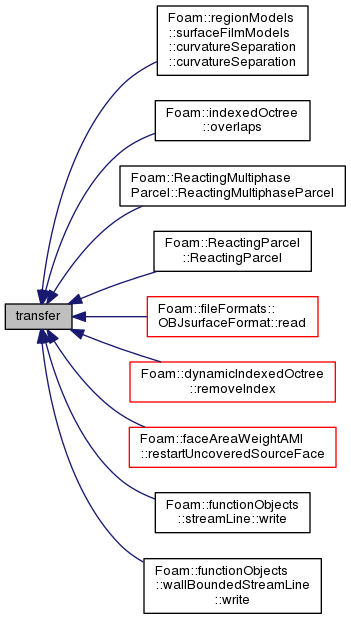 Foam::regionModels
::surfaceFilmModels
::curvatureSeparation
::curvatureSeparation
Foam::indexedOctree
::overlaps
Foam::ReactingMultiphase
Parcel::ReactingMultiphaseParcel
Foam::ReactingParcel
::ReactingParcel
transfer
Foam::fileFormats::
OBJsurfaceFormat::read
Foam::dynamicIndexedOctree
::removeIndex
Foam::faceAreaWeightAMI
::restartUncoveredSourceFace
Foam::functionObjects
::streamLine::write
Foam::functionObjects
::wallBoundedStreamLine
::write